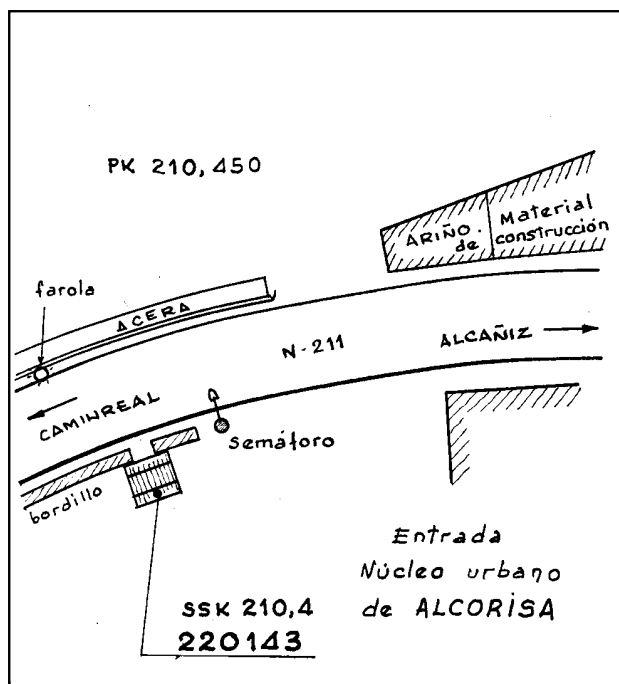 PK 210,450
ARIÑO.
de
Material
construcción
farola
ACERA
N-211
ALCAÑIZ
CAMINREAL
semáforo
bordillo
Entrada
Núcleo urbano
de ALCORISA
SSK 210,4
220143